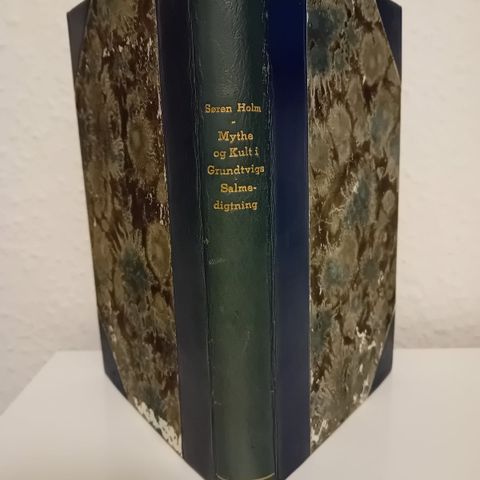 Søren Holm
-
Mythe
og Kult i
Grundtvigs
Salme-
digtning